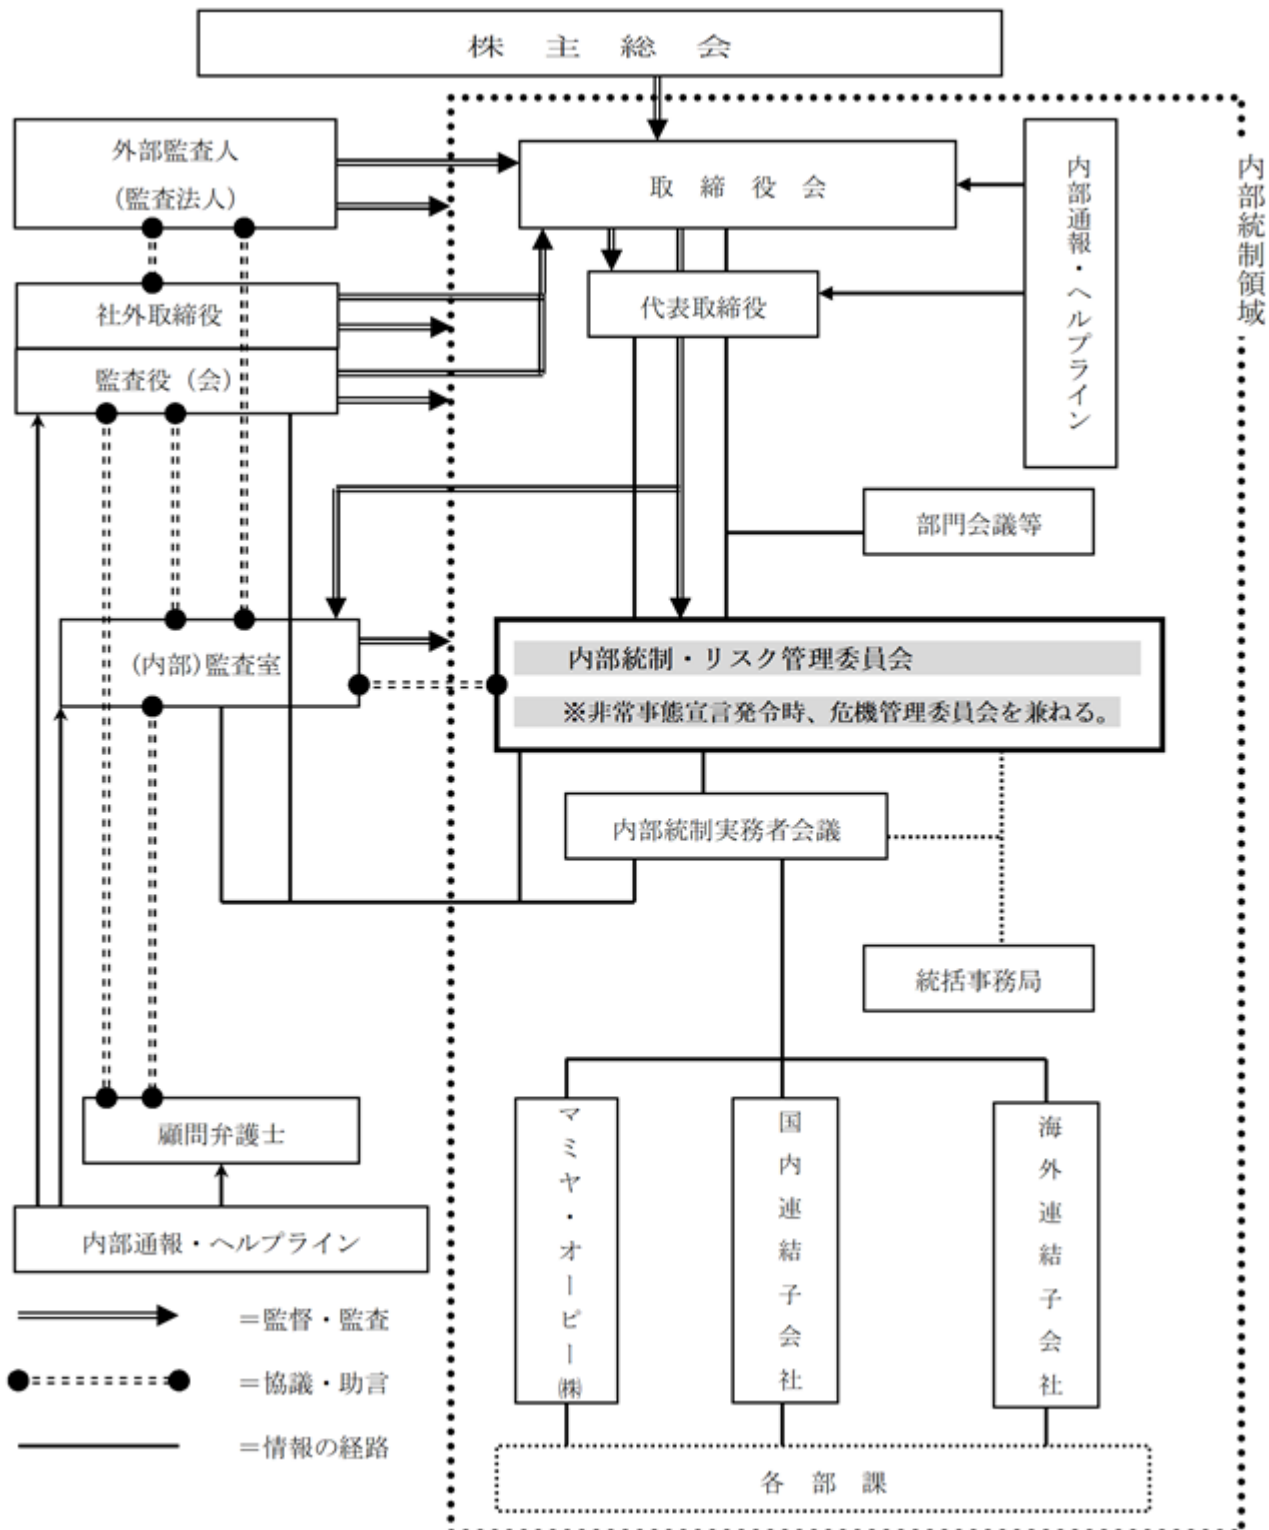 株 主 総 会
外部監査人
(監査法人)
取 締 役 会
内部通報・ヘルプライン
内部統制領域
社外取締役
代表取締役
監査役(会)
部門会議等
(内部)監査室
内部統制・リスク管理委員会
※非常事態宣言発令時、危機管理委員会を兼ねる。
内部統制実務者会議
統括事務局
顧問弁護士
マミヤ・オーピー㈱
国内連結子会社
海外連結子会社
内部通報・ヘルプライン
=監督・監査
=協議・助言
=情報の経路
各 部 課